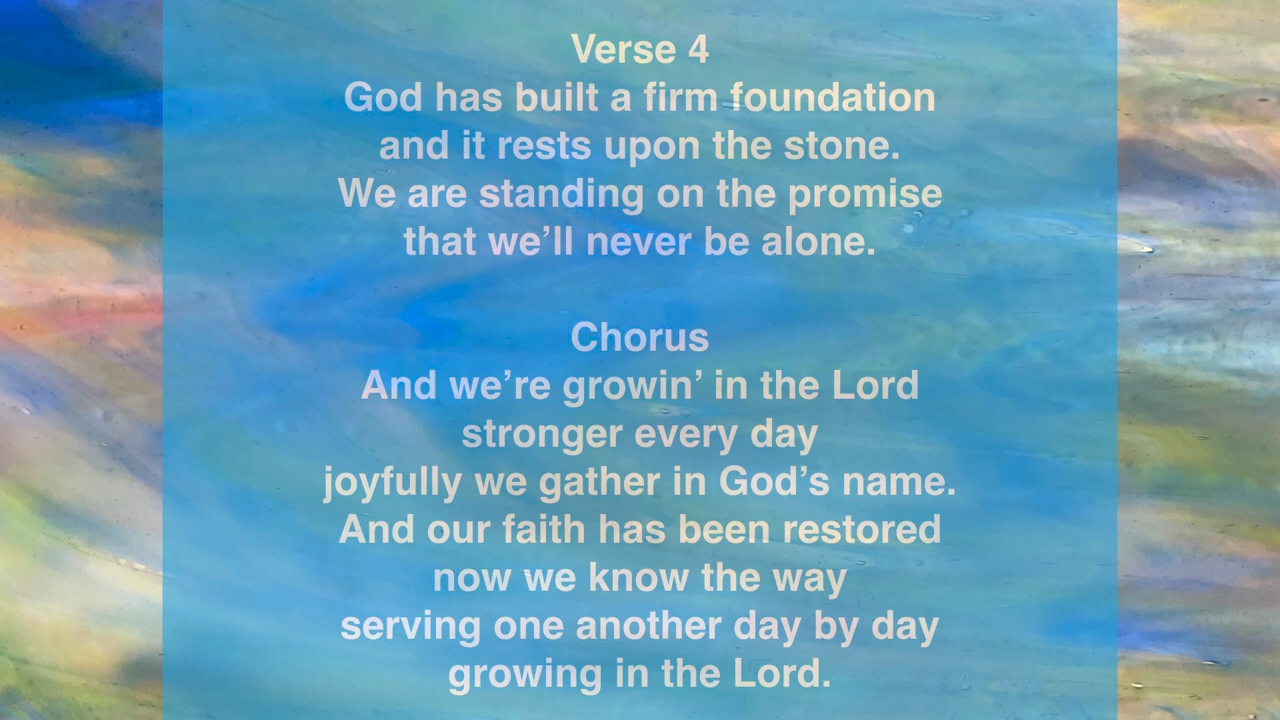 Verse 4
God has built a firm foundation
and it rests upon the stone.
We are standing on the promise
that we’ll never be alone.
Chorus
And we’re growin’ in the Lord
stronger every day
joyfully we gather in God’s name.
And our faith has been restored
now we know the way
serving one another day by day
growing in the Lord.